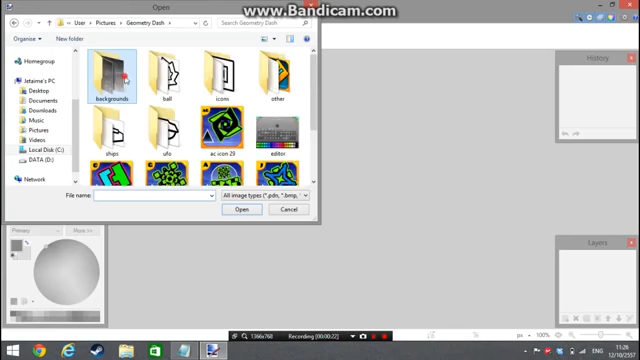 www.Bandicam.com
Open
User ▸ Pictures ▸ Geometry Dash
Search Geometry Dash
Organise
New folder
Homegroup
Jetaime's PC
Desktop
Documents
Downloads
Music
Pictures
Videos
Local Disk (C:)
DATA (D:)
Network
backgrounds
ball
icons
other
ships
ufo
ac icon 29
editor
File name:
All image types (*.pdn, *.bmp, *
Open
Cancel
History
Primary
More >>
Layers
1366x768
Recording [00:00:22]
px
100%
ENG
11:26
12/10/2557